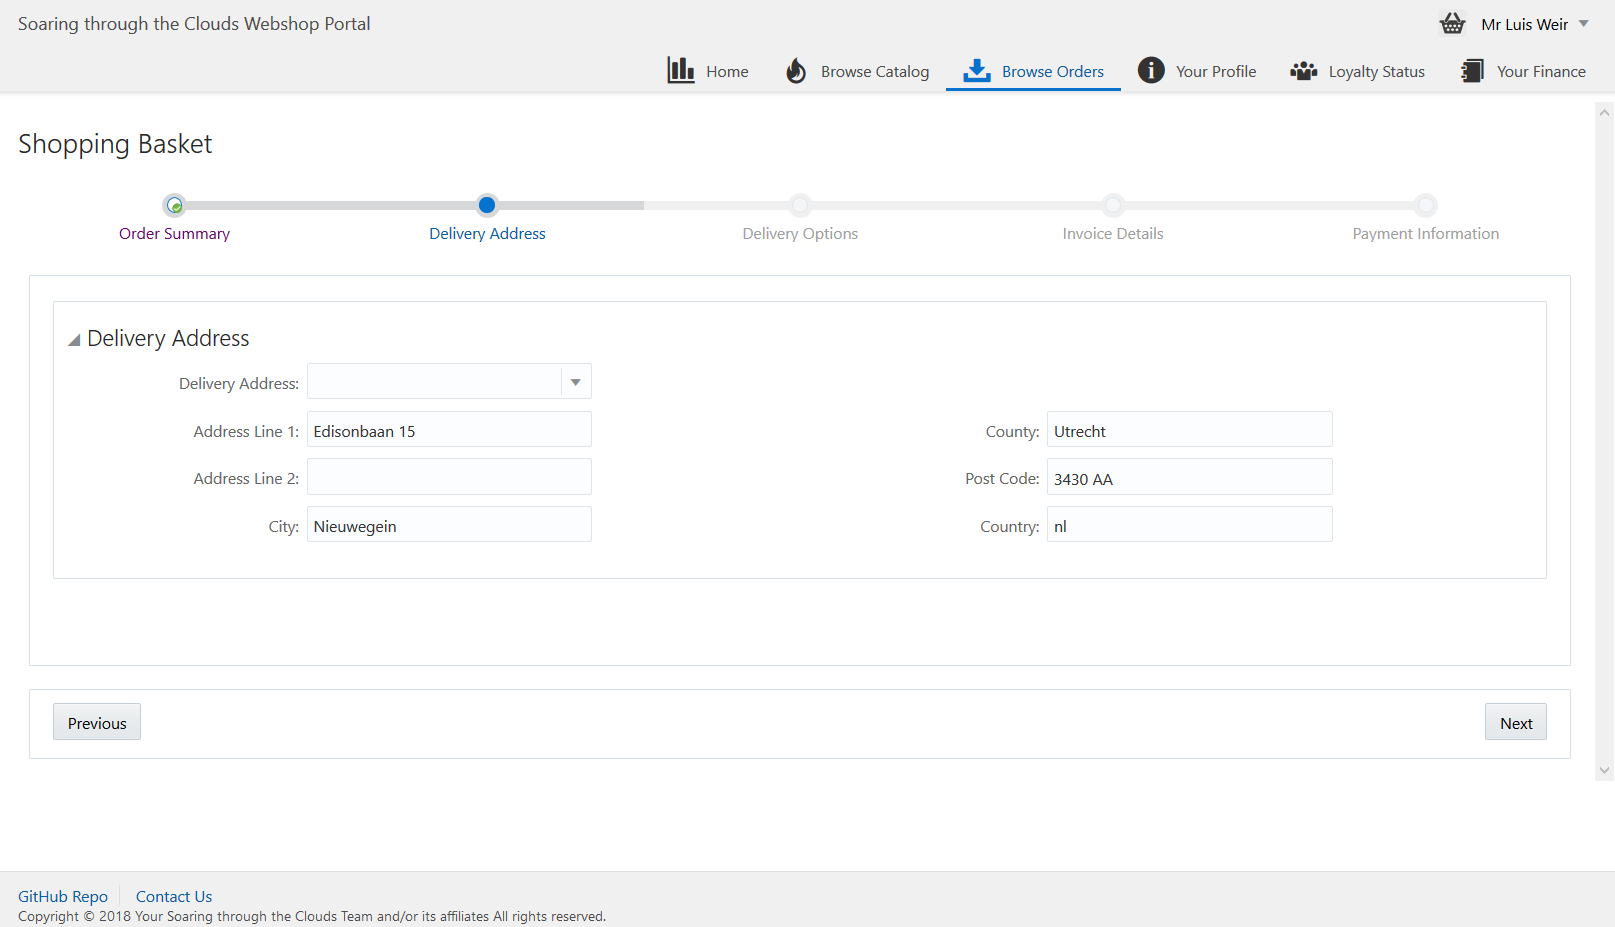 Soaring through the Clouds Webshop Portal
Mr Luis Weir
Home
Browse Catalog
Browse Orders
Your Profile
Loyalty Status
Your Finance
Shopping Basket
Order Summary
Delivery Address
Delivery Options
Invoice Details
Payment Information
Delivery Address
Delivery Address:
Address Line 1: Edisonbaan 15
County: Utrecht
Address Line 2:
Post Code: 3430 AA
City: Nieuwegein
Country: nl
Previous
Next
GitHub Repo
Contact Us
Copyright © 2018 Your Soaring through the Clouds Team and/or its affiliates All rights reserved.